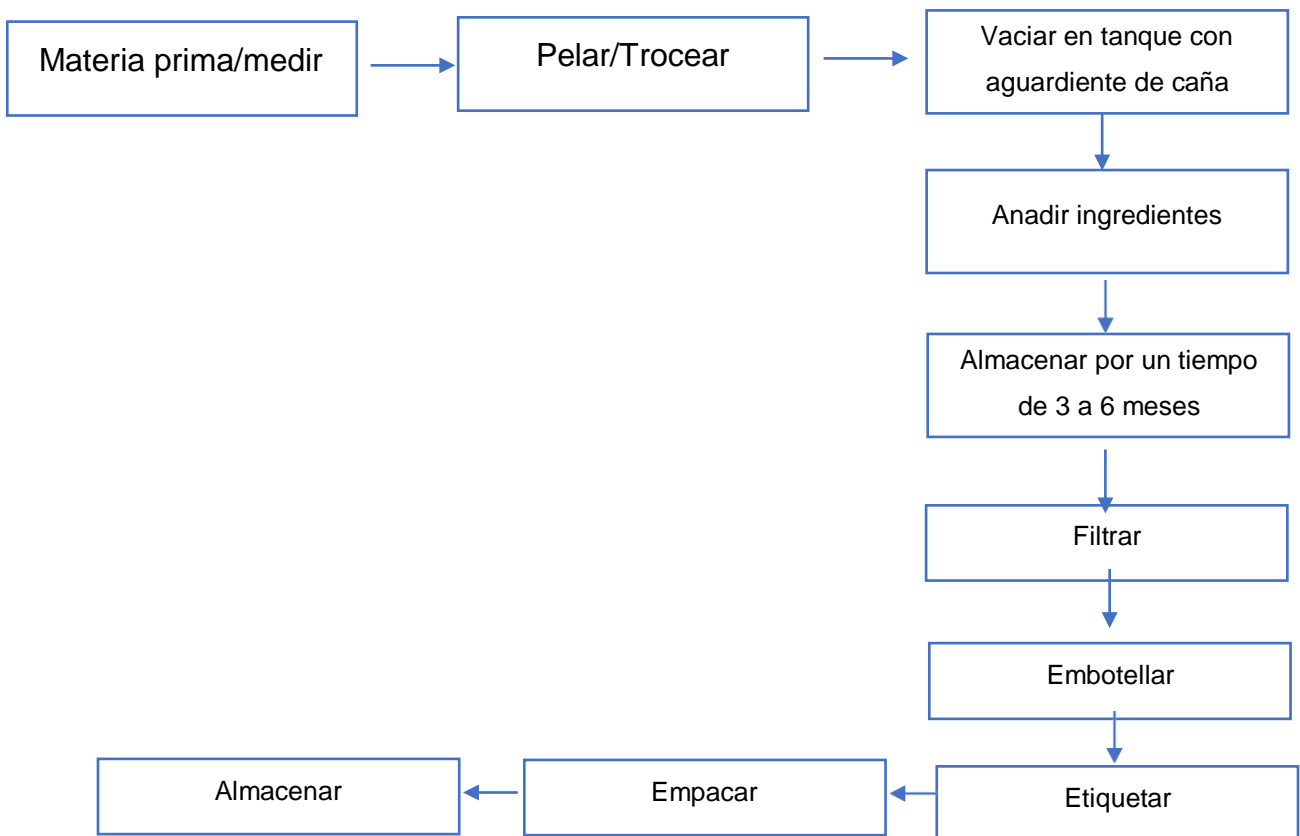 Materia prima/medir
Pelar/Trocear
Vaciar en tanque con
aguardiente de caña
Anadir ingredientes
Almacenar por un tiempo
de 3 a 6 meses
Filtrar
Embotellar
Etiquetar
Empacar
Almacenar